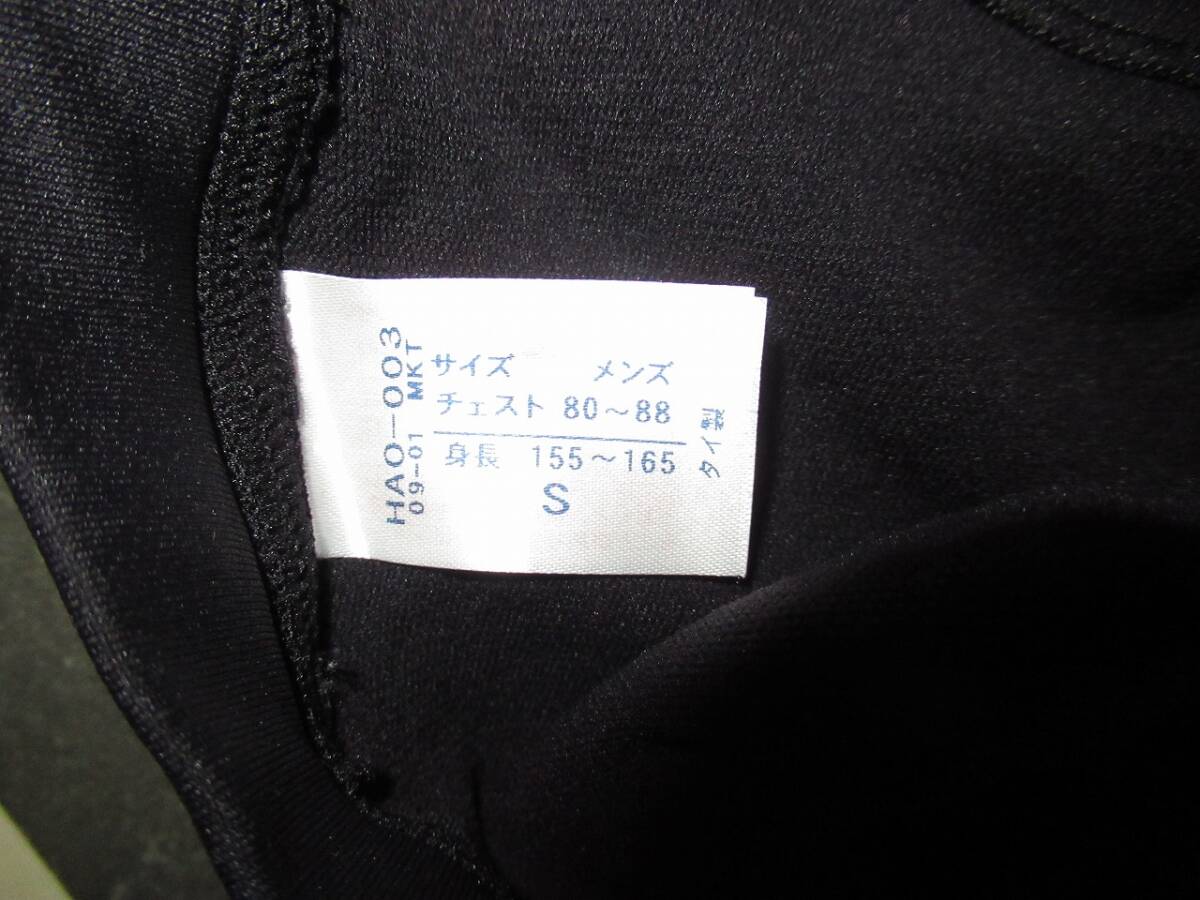 HAO-003
09-01 MKT
サイズ メンズ
チェスト 80~88
身長 155~165
S
タイ製